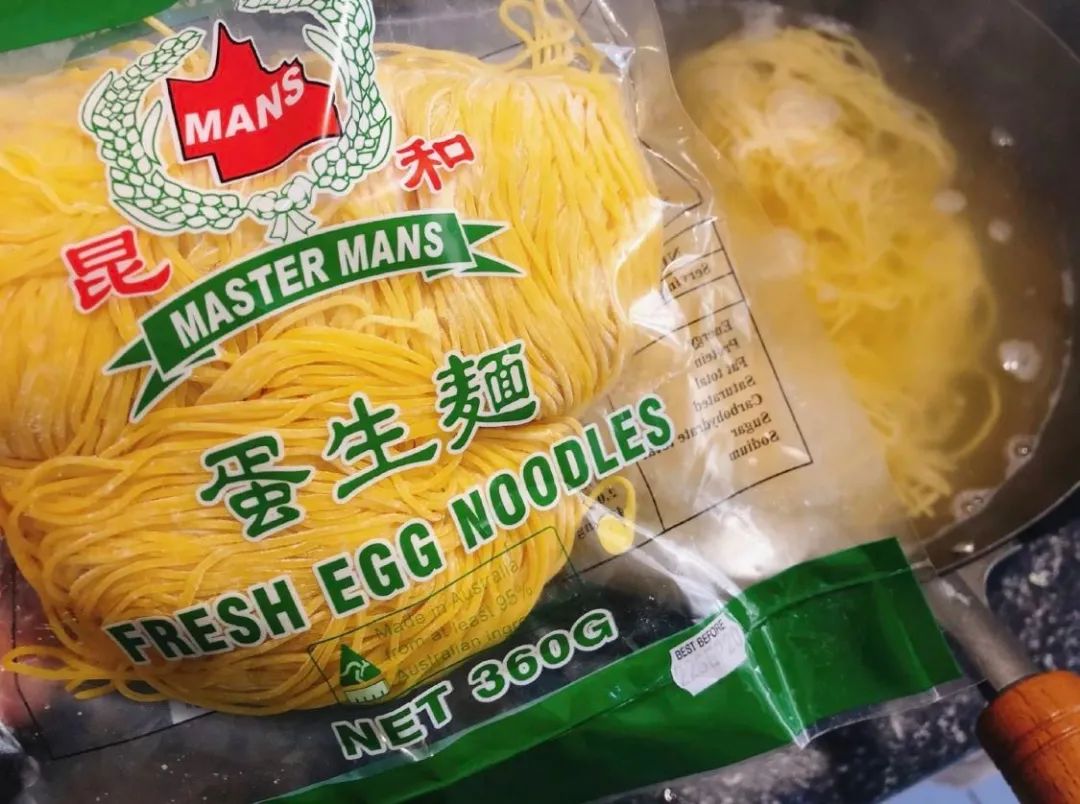 MANS
昆 和
MASTER MANS
蛋生麵
FRESH EGG NOODLES
Made in Australia
from at least 95%
Australian
NET 360G
BEST BEFORE
Energy
Protein
Fat total
Saturated
Carbohydrate
Sugar
Sodium